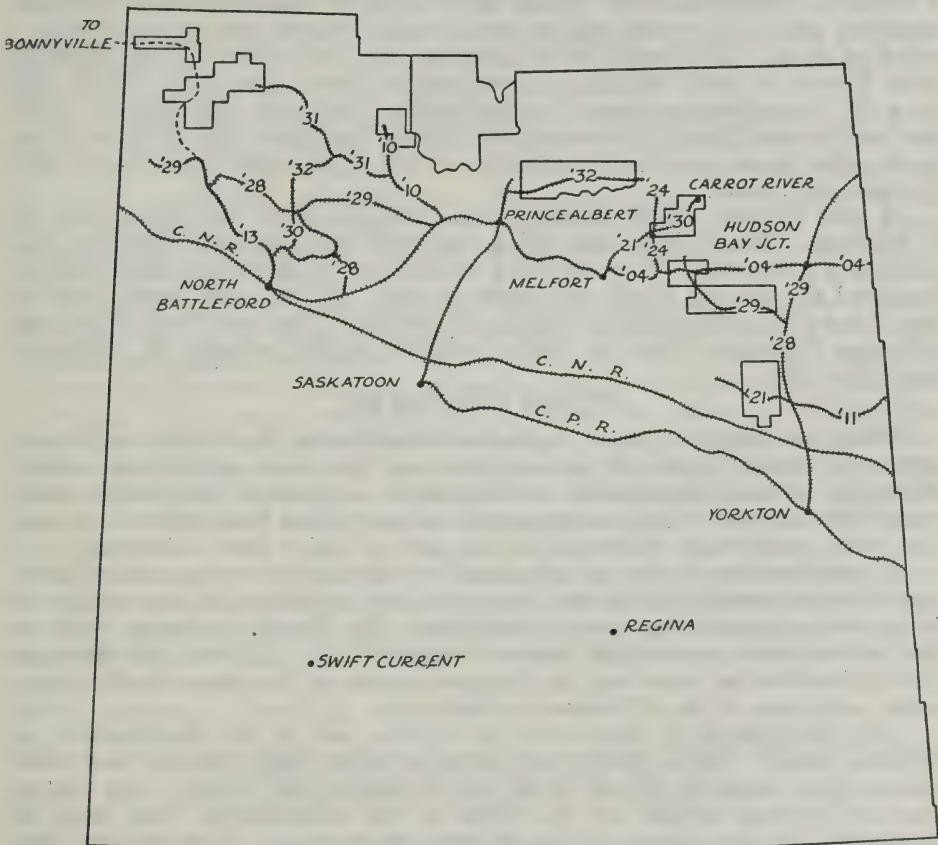 TO
BONNYVILLE
'31
'10
'29
'32
'31
'10
'32
'24
CARROT RIVER
'28
'29
PRINCE ALBERT
'30
HUDSON
BAY JCT.
C. N. R.
'13
'30
'21
'24
'28
MELFORT
'04
'04
'04
NORTH
BATTLEFORD
'29
'29
'28
SASKATOON
C. N. R.
'21
'11
C. P. R.
YORKTON
REGINA
SWIFT CURRENT